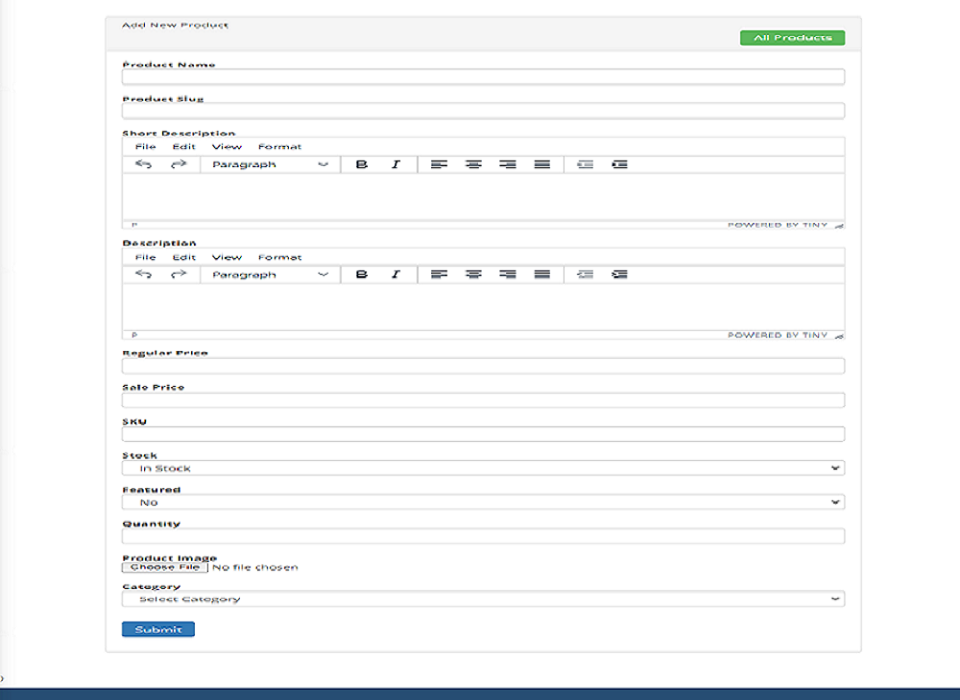 Add New Product
All Products
Product Name
Product Slug
Short Description
File Edit View Format
Paragraph B I
P POWERED BY TINY
Description
File Edit View Format
Paragraph B I
P POWERED BY TINY
Regular Price
Sale Price
SKU
Stock
In Stock
Featured
No
Quantity
Product Image
Choose File No file chosen
Category
Select Category
Submit